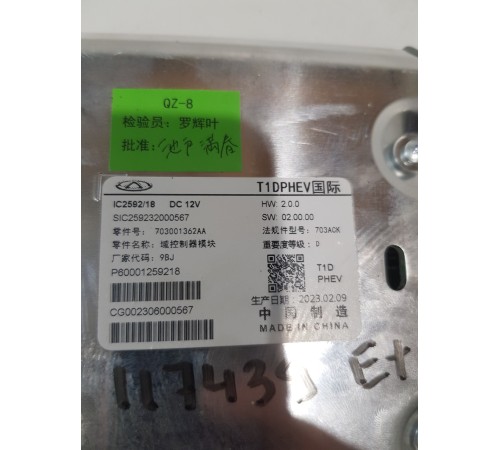 QZ-8
检验员：罗辉叶
批准：
T1DPHEV国际
IC2592/18 DC 12V
HW: 2.0.0
SIC259232000567
SW: 02.00.00
零件号： 703001362AA
法规件型号：703AOK
零件名称：域控制器模块
重要度等级：D
厂家代码：9BJ
P60001259218
T1D
PHEV
生产日期：2023.02.09
CG002306000567
中国制造
MADE IN CHINA
117439 Ex